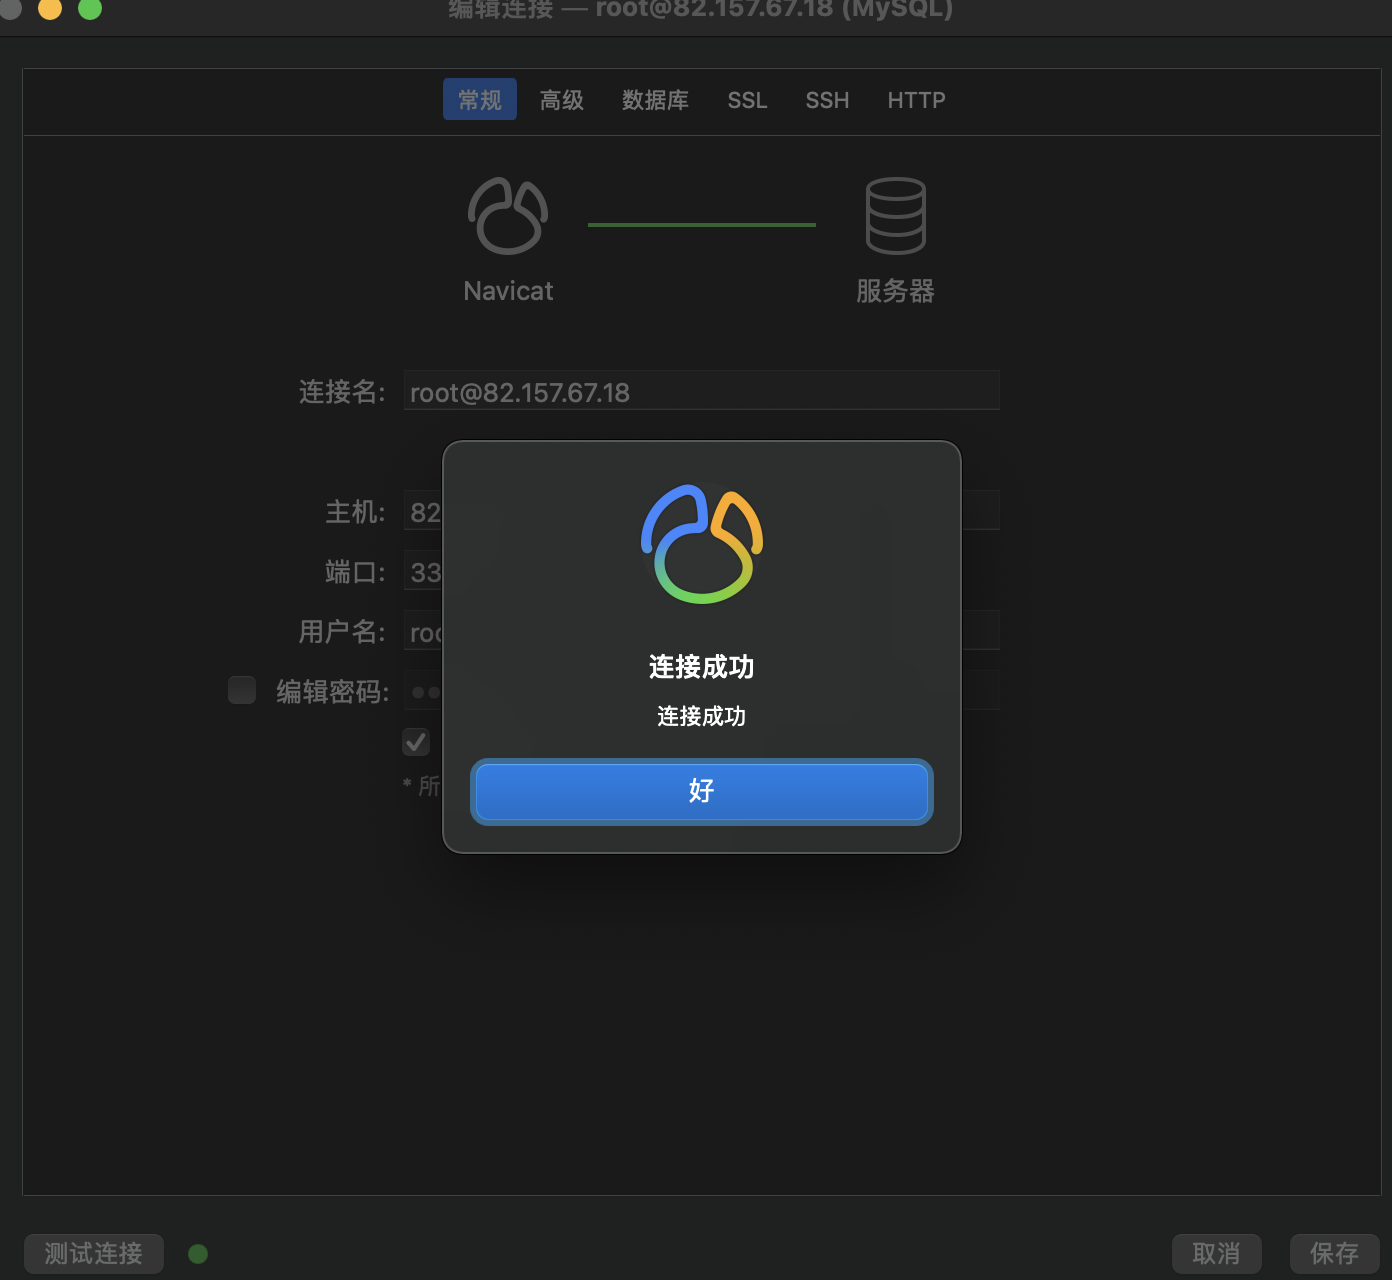 编辑连接 — root@82.157.67.18 (MySQL)
常规 高级 数据库 SSL SSH HTTP
Navicat 服务器
连接名: root@82.157.67.18
主机: 82
端口: 33
用户名: roo
编辑密码:
* 所
连接成功
连接成功
好
测试连接 取消 保存